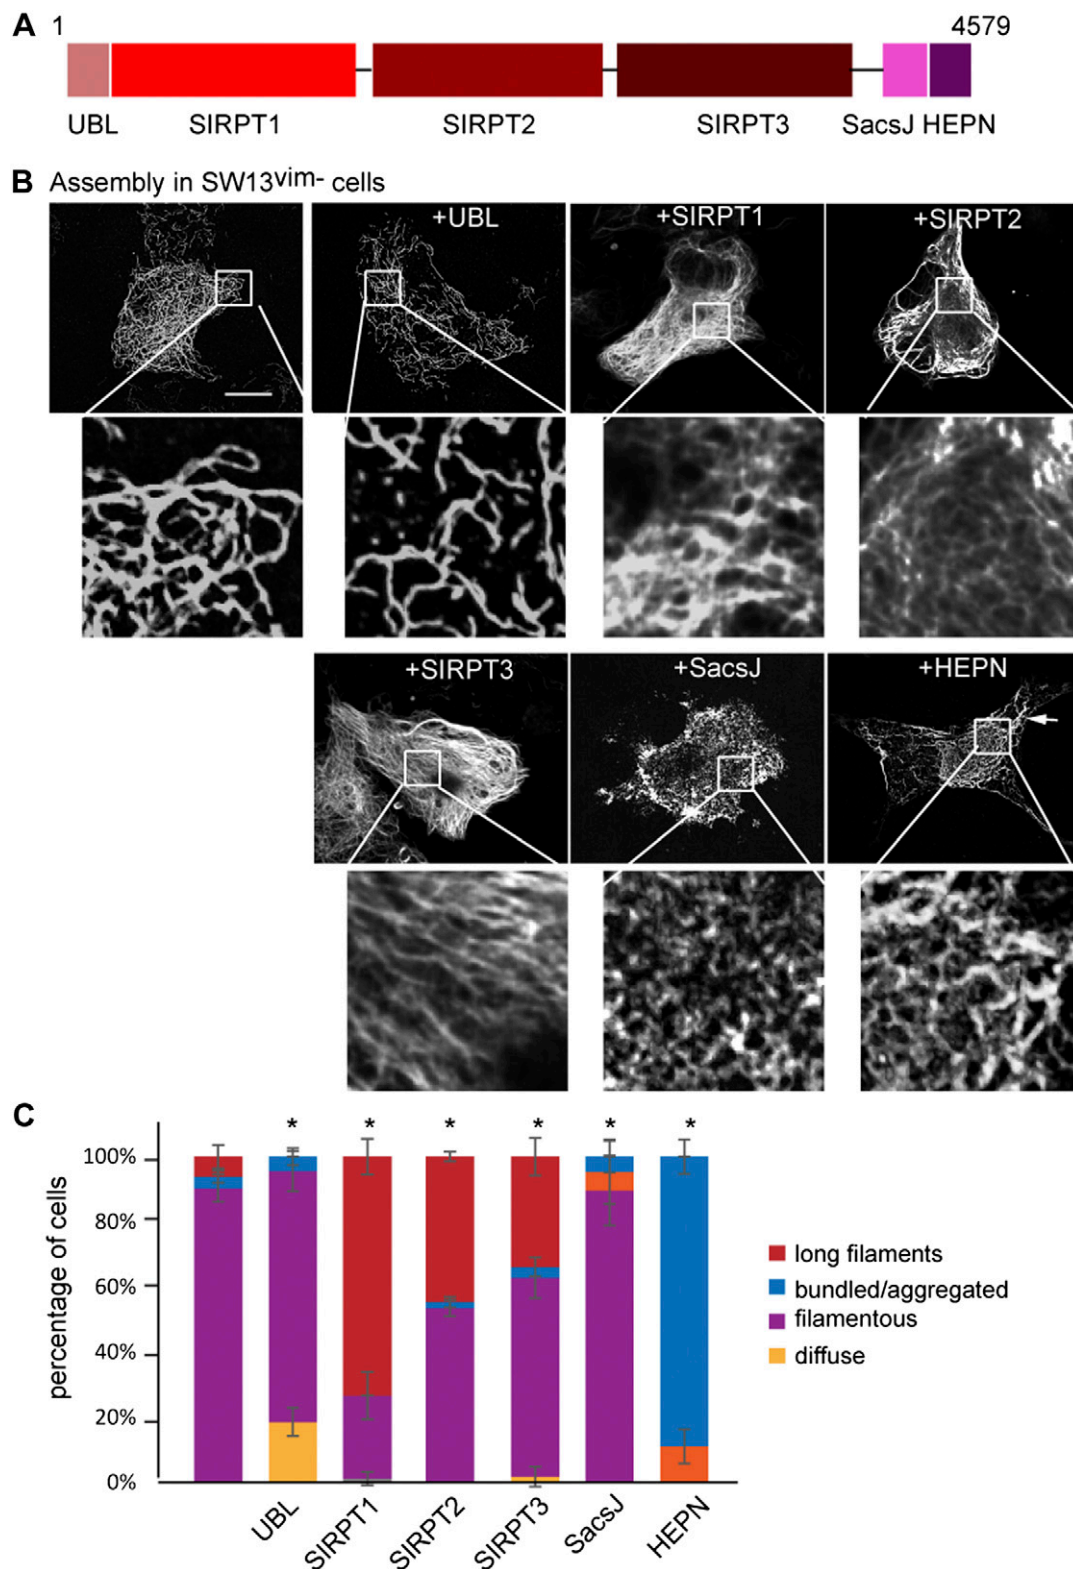 A 1 4579
UBL SIRPT1 SIRPT2 SIRPT3 SacsJ HEPN
B Assembly in SW13vim- cells
+UBL +SIRPT1 +SIRPT2
+SIRPT3 +SacsJ +HEPN
C
* * * * * *
percentage of cells
100%
80%
60%
40%
20%
0%
long filaments
bundled/aggregated
filamentous
diffuse
UBL SIRPT1 SIRPT2 SIRPT3 SacsJ HEPN